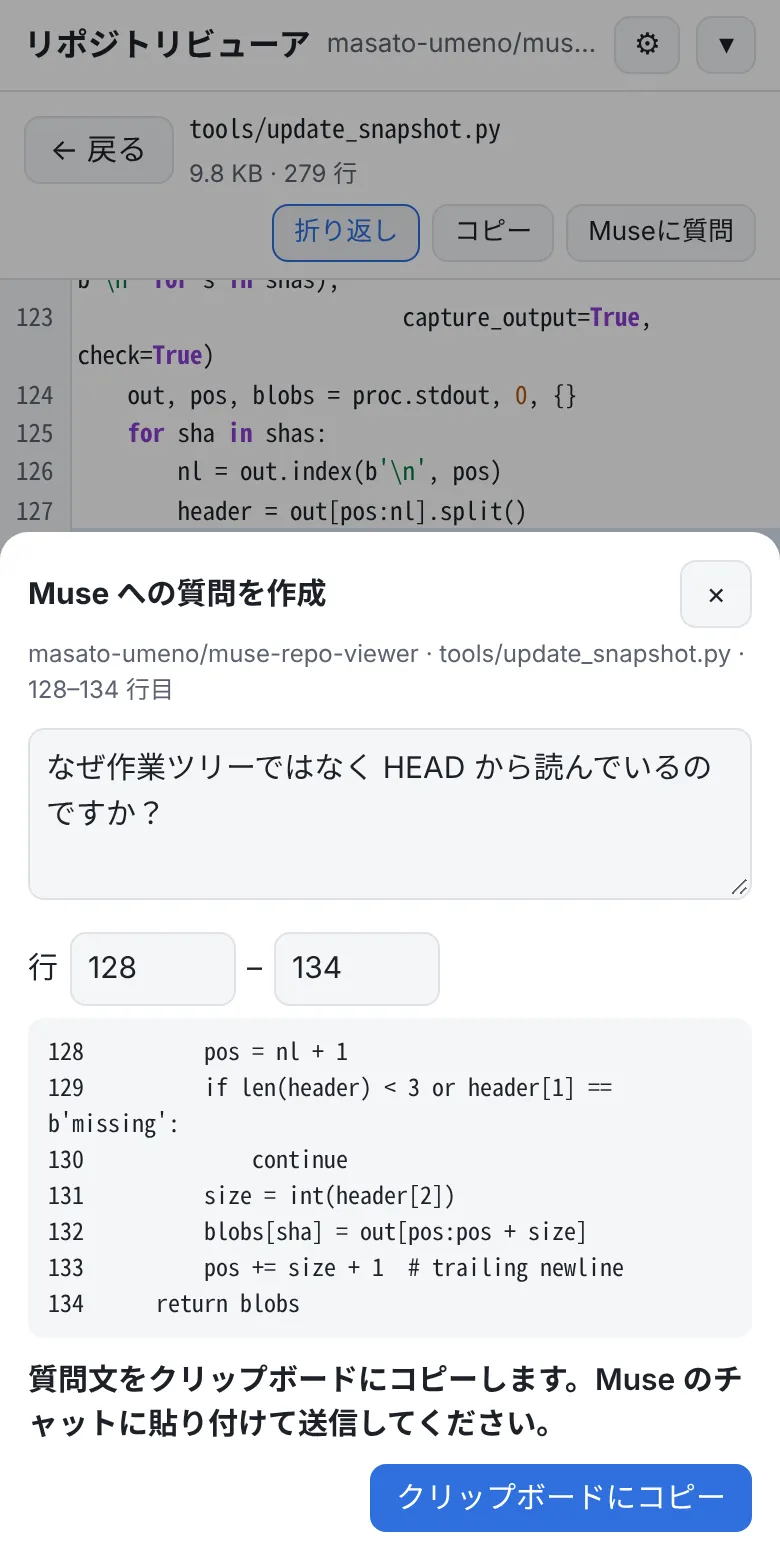 リポジトリビューア masato-umeno/mus… ⚙ ▼
← 戻る tools/update_snapshot.py
9.8 KB · 279 行
折り返し コピー Museに質問
123                          capture_output=True,
check=True)
124    out, pos, blobs = proc.stdout, 0, {}
125    for sha in shas:
126        nl = out.index(b'\n', pos)
127        header = out[pos:nl].split()
Muse への質問を作成 ×
masato-umeno/muse-repo-viewer · tools/update_snapshot.py ·
128–134 行目
なぜ作業ツリーではなく HEAD から読んでいるの
ですか？
行 128 – 134
128        pos = nl + 1
129        if len(header) < 3 or header[1] ==
b'missing':
130            continue
131        size = int(header[2])
132        blobs[sha] = out[pos:pos + size]
133        pos += size + 1  # trailing newline
134    return blobs
質問文をクリップボードにコピーします。Muse のチ
ャットに貼り付けて送信してください。
クリップボードにコピー